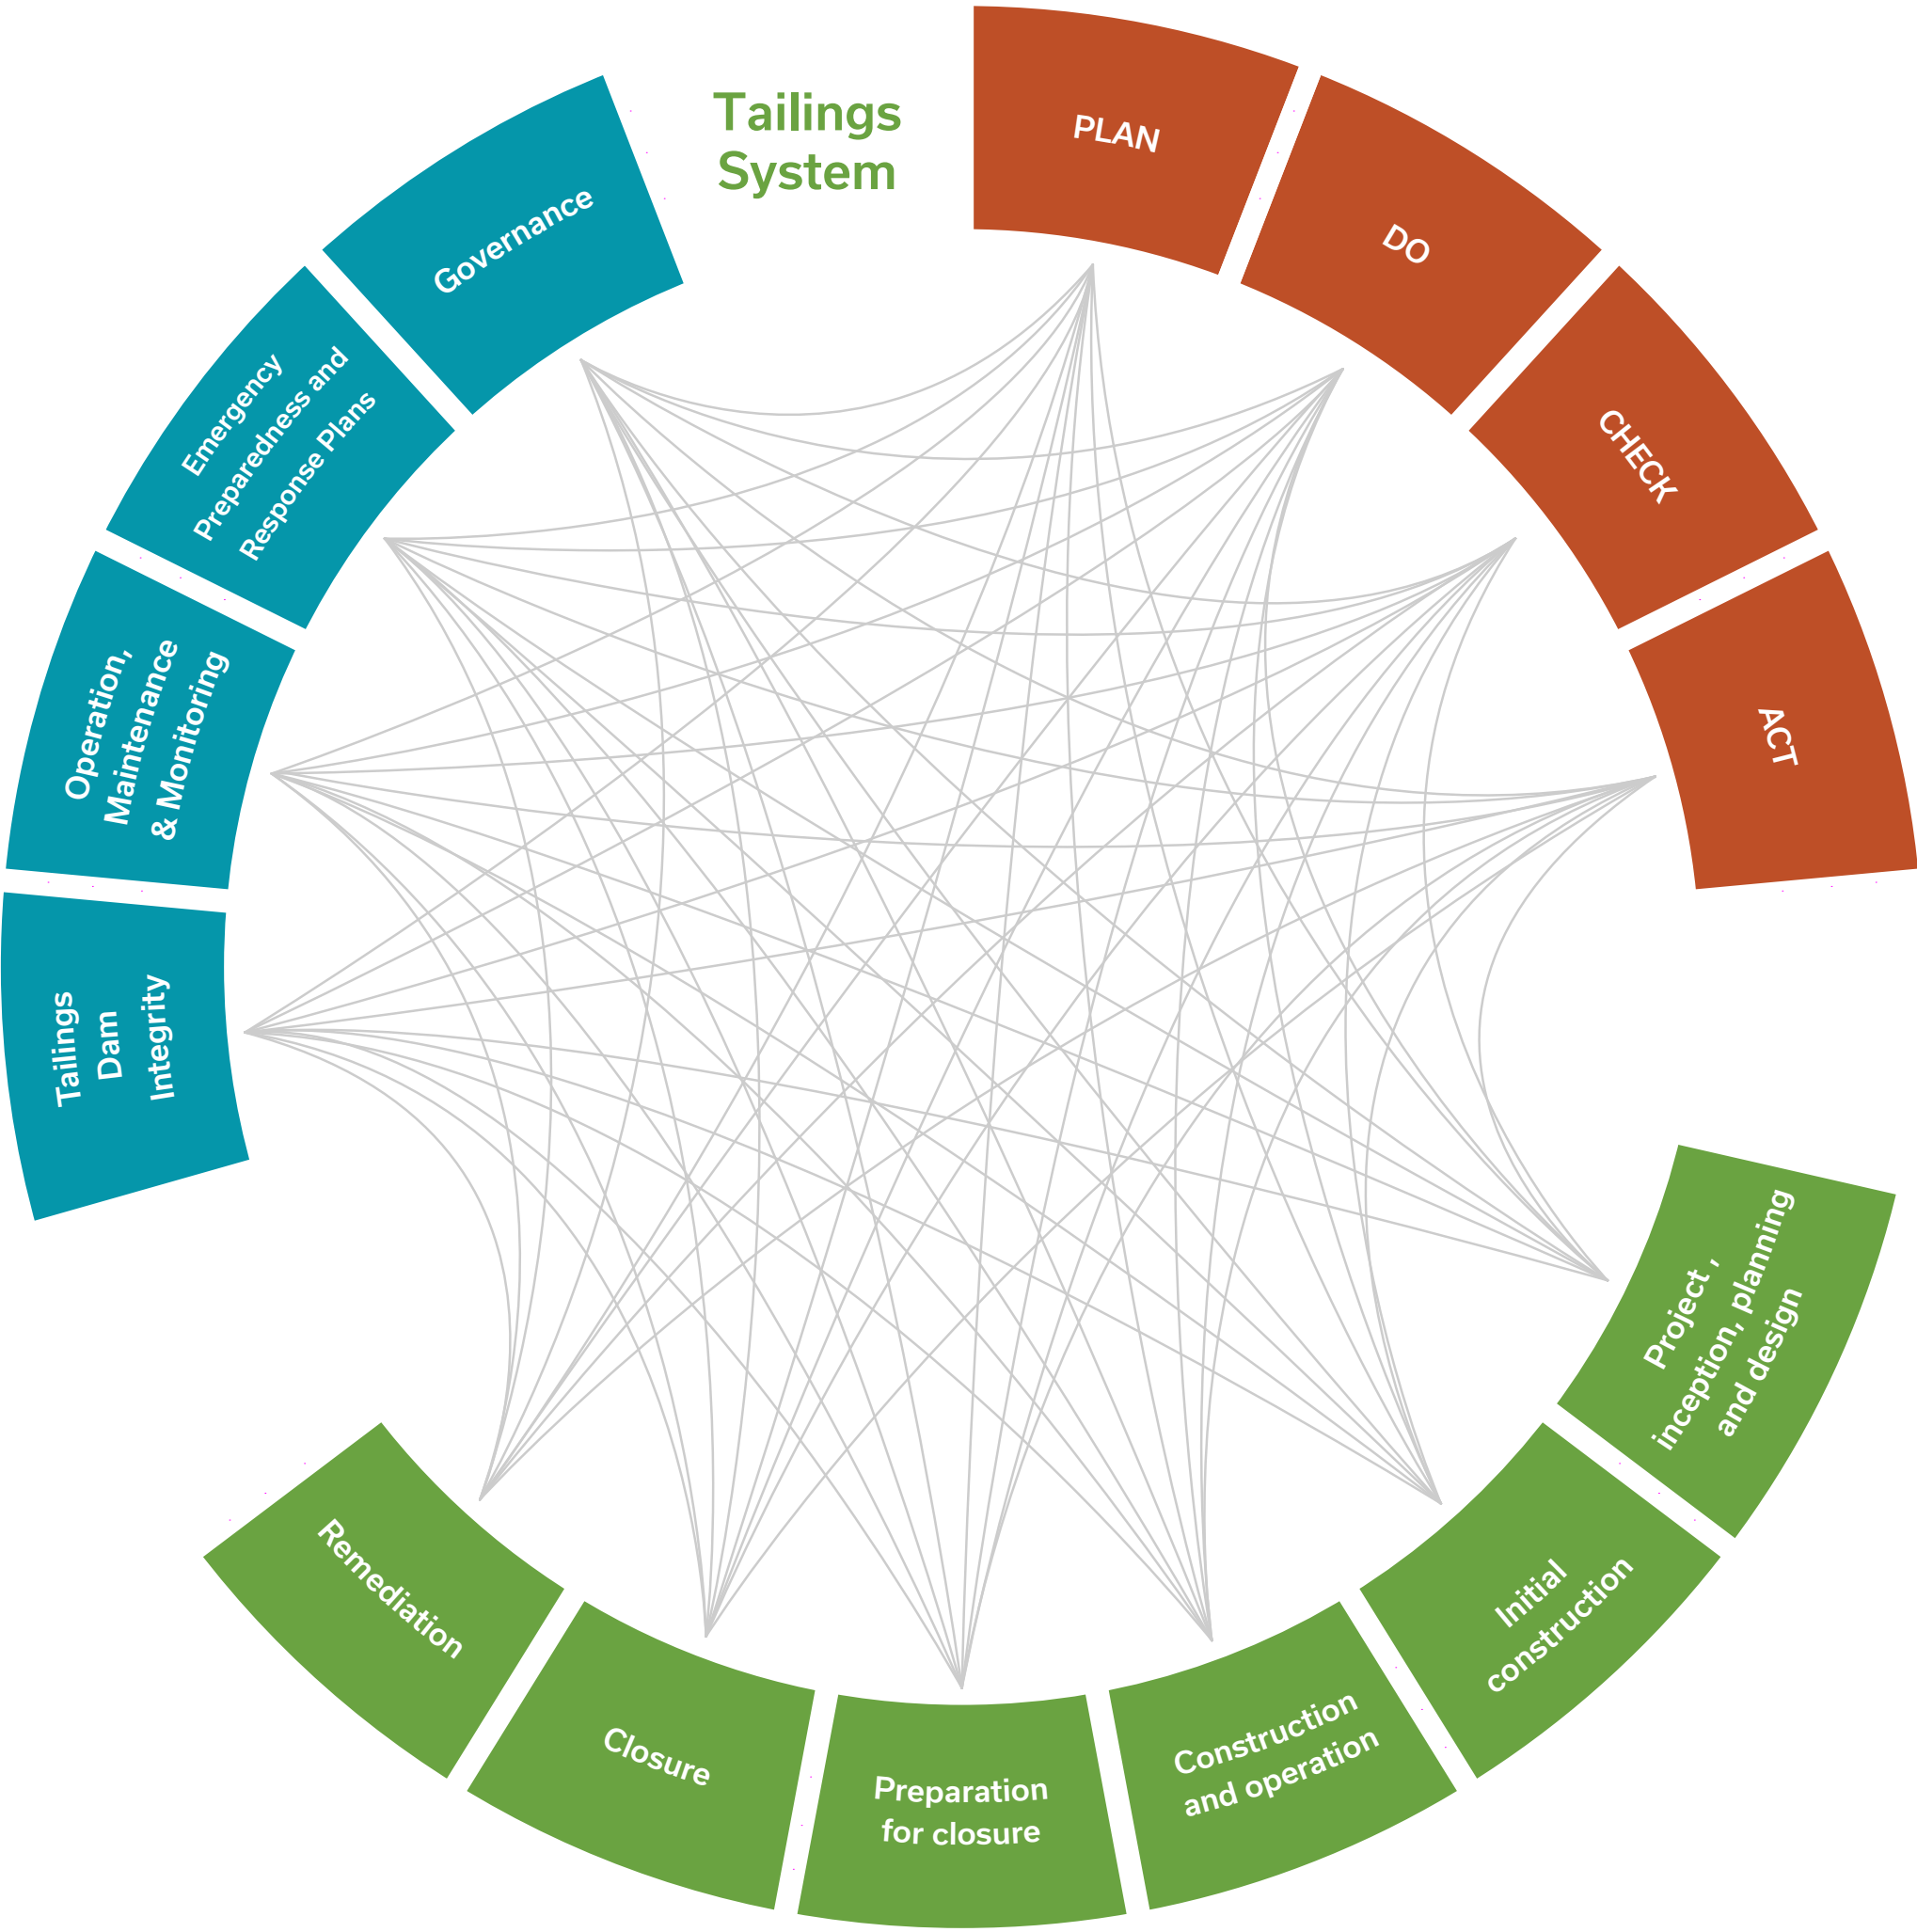 Tailings
System
PLAN
DO
CHECK
ACT
Project ,
inception, planning
and design
Initial
construction
Construction
and operation
Preparation
for closure
Closure
Remediation
Tailings
Dam
Integrity
Operation,
Maintenance
& Monitoring
Emergency
Preparedness and
Response Plans
Governance